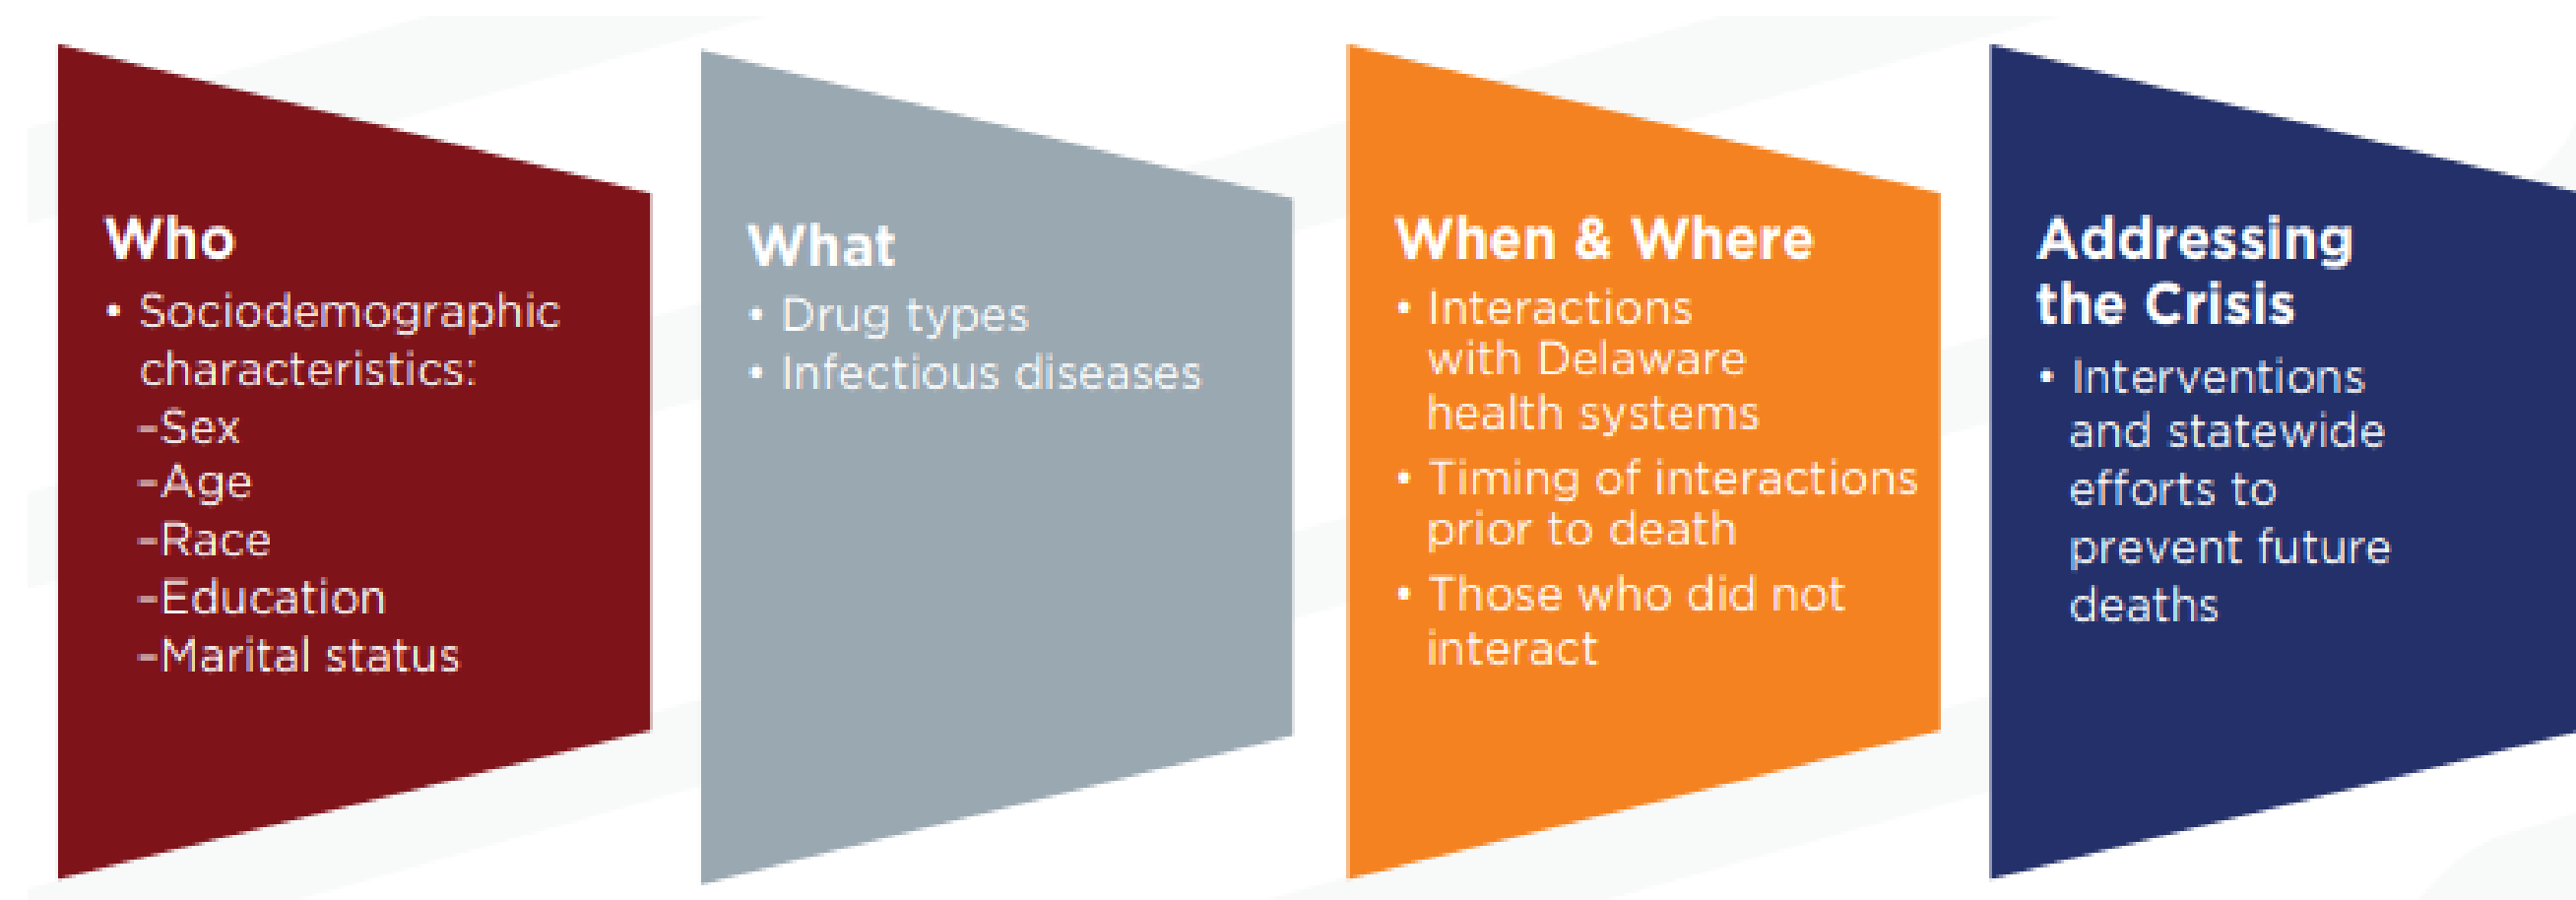 Who
• Sociodemographic
characteristics:
–Sex
–Age
–Race
–Education
–Marital status
What
• Drug types
• Infectious diseases
When & Where
• Interactions
with Delaware
health systems
• Timing of interactions
prior to death
• Those who did not
interact
Addressing
the Crisis
• Interventions
and statewide
efforts to
prevent future
deaths